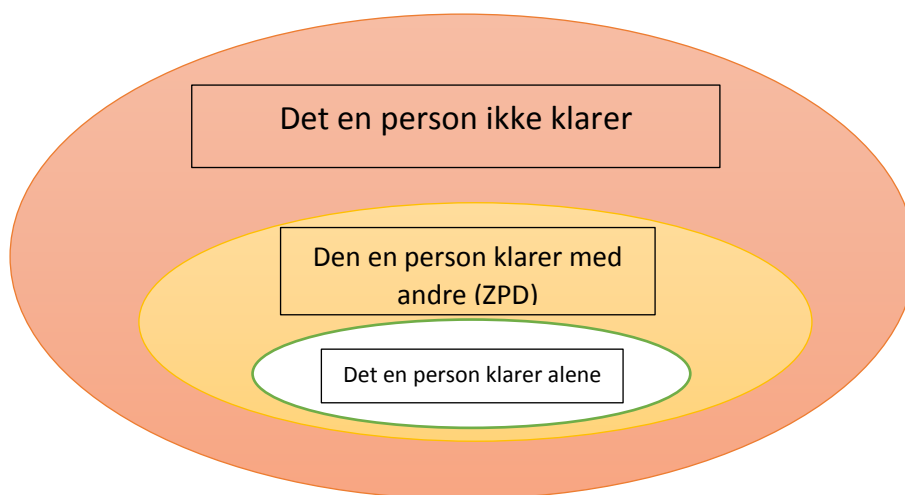 Det en person ikke klarer
Den en person klarer med
andre (ZPD)
Det en person klarer alene